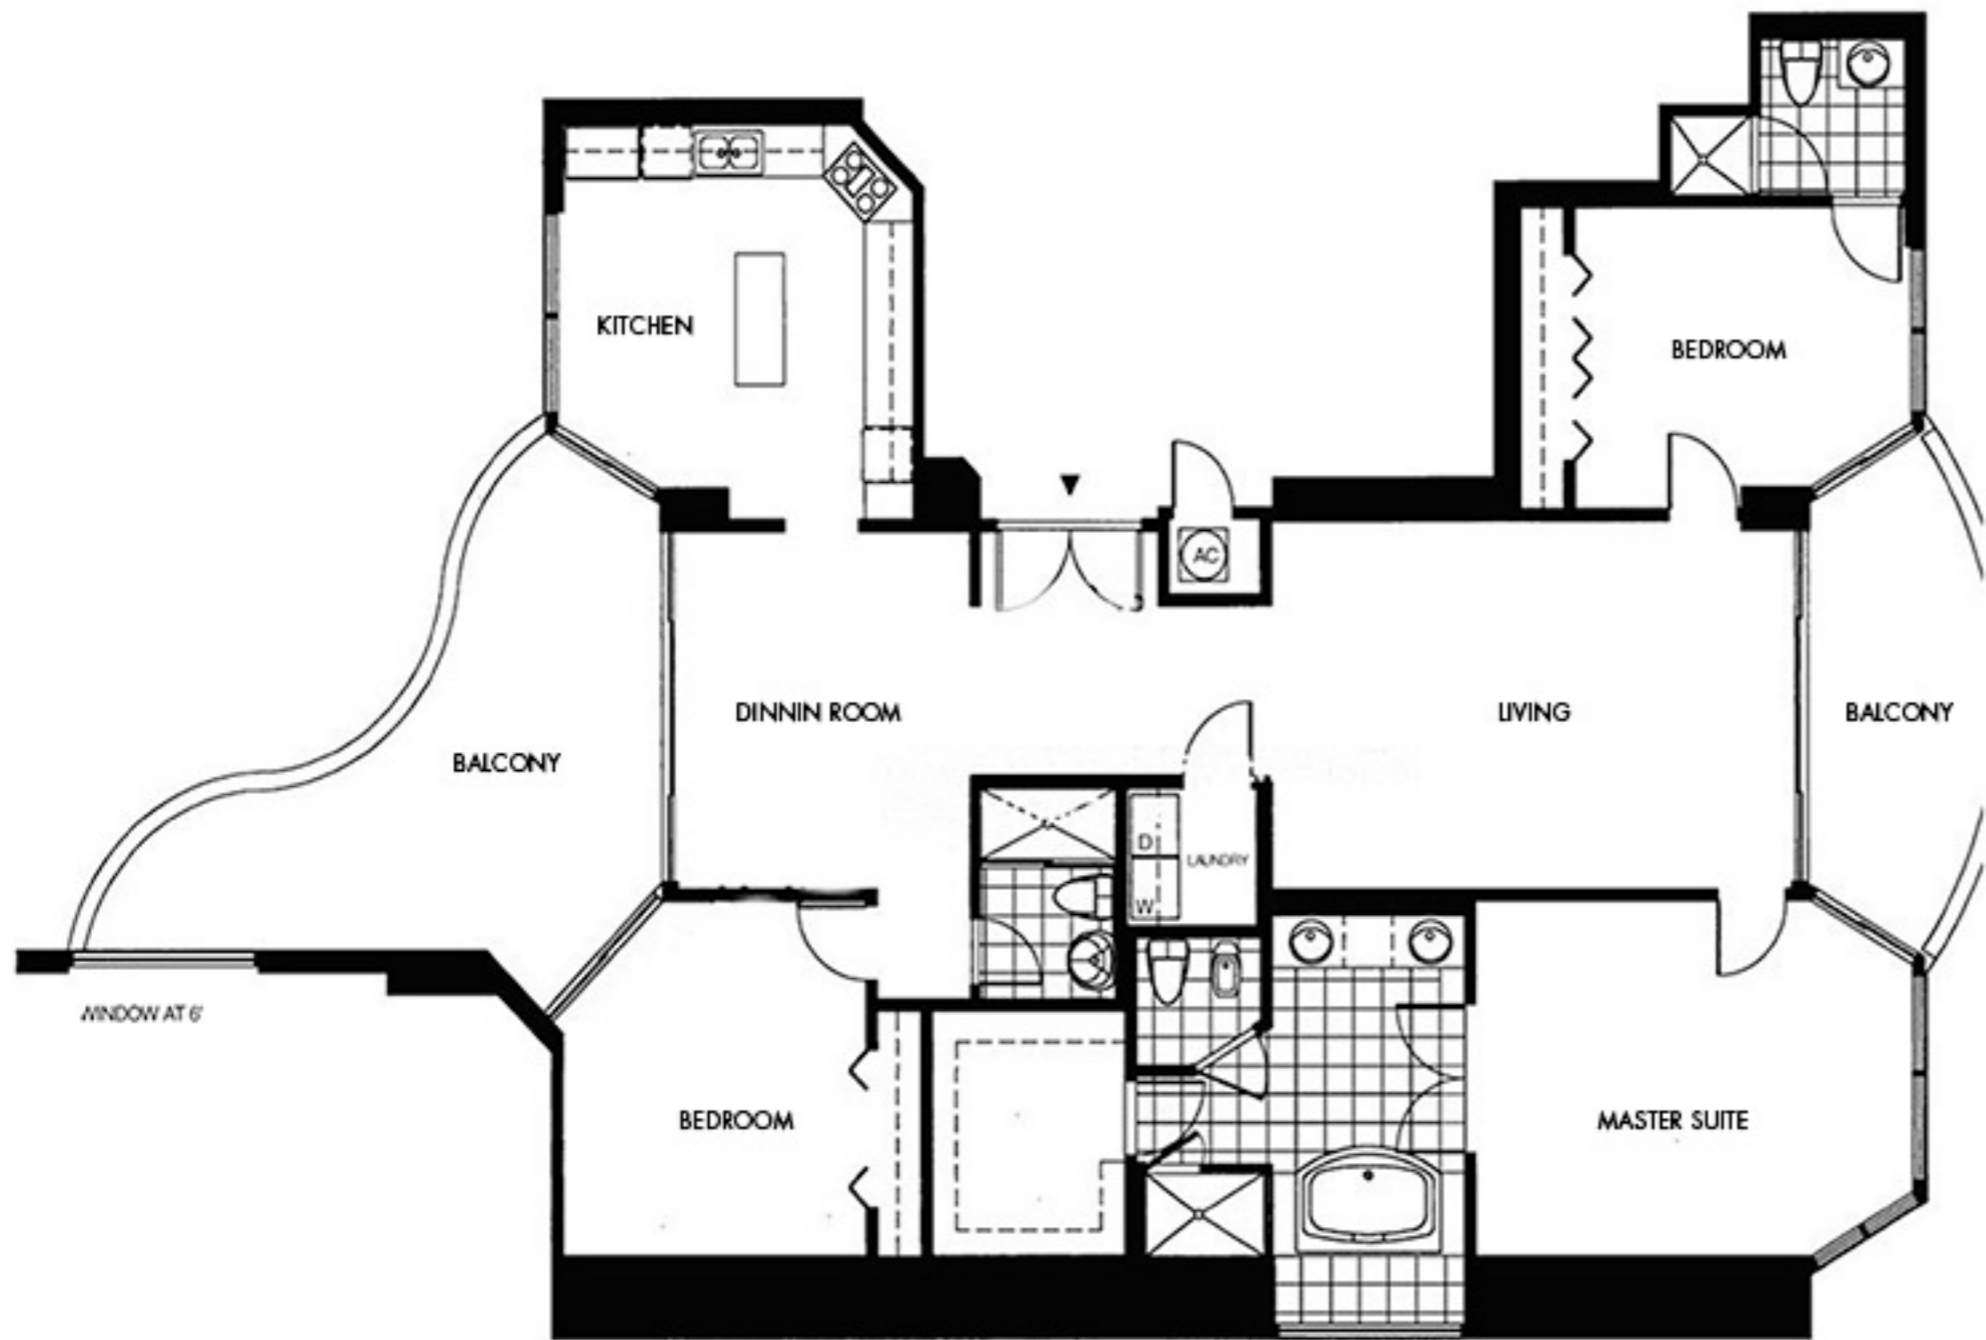 KITCHEN
BEDROOM
AC
DINNIN ROOM
LIVING
BALCONY
BALCONY
D
LAUNDRY
W
WINDOW AT 6'
BEDROOM
MASTER SUITE